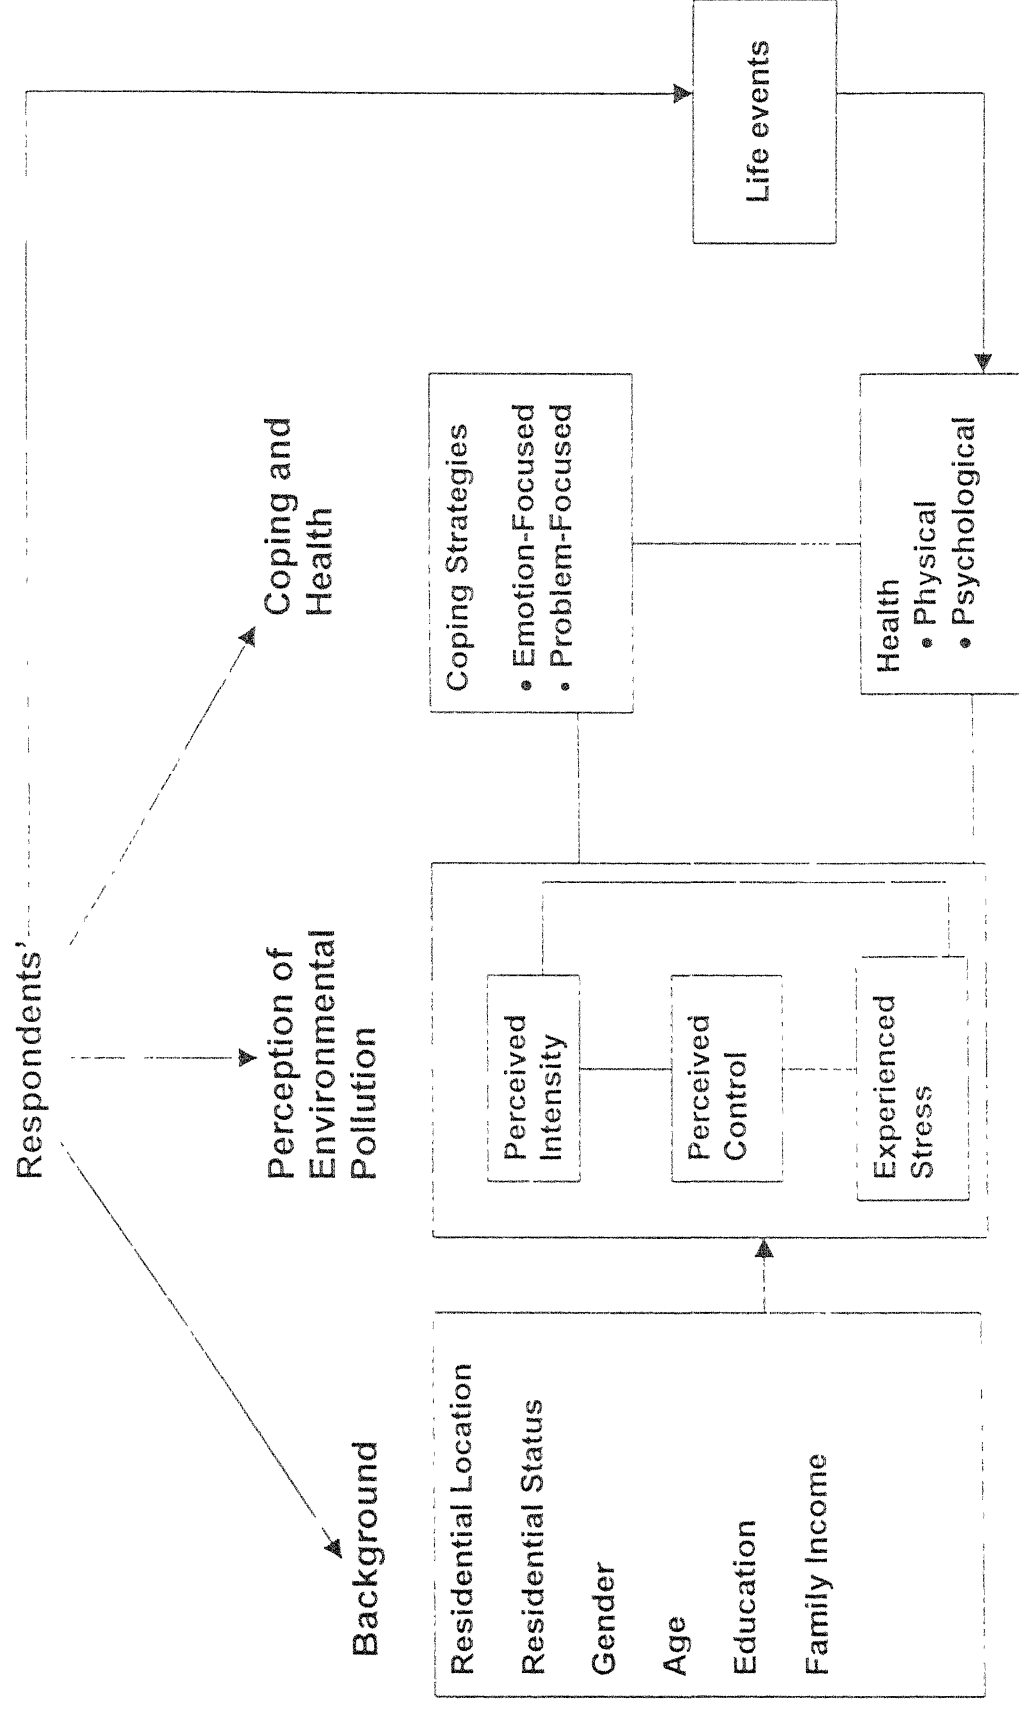 Respondents'
Background
Perception of
Environmental
Pollution
Coping and
Health
Residential Location
Residential Status
Gender
Age
Education
Family Income
Perceived
Intensity
Perceived
Control
Experienced
Stress
Coping Strategies
• Emotion-Focused
• Problem-Focused
Health
• Physical
• Psychological
Life events